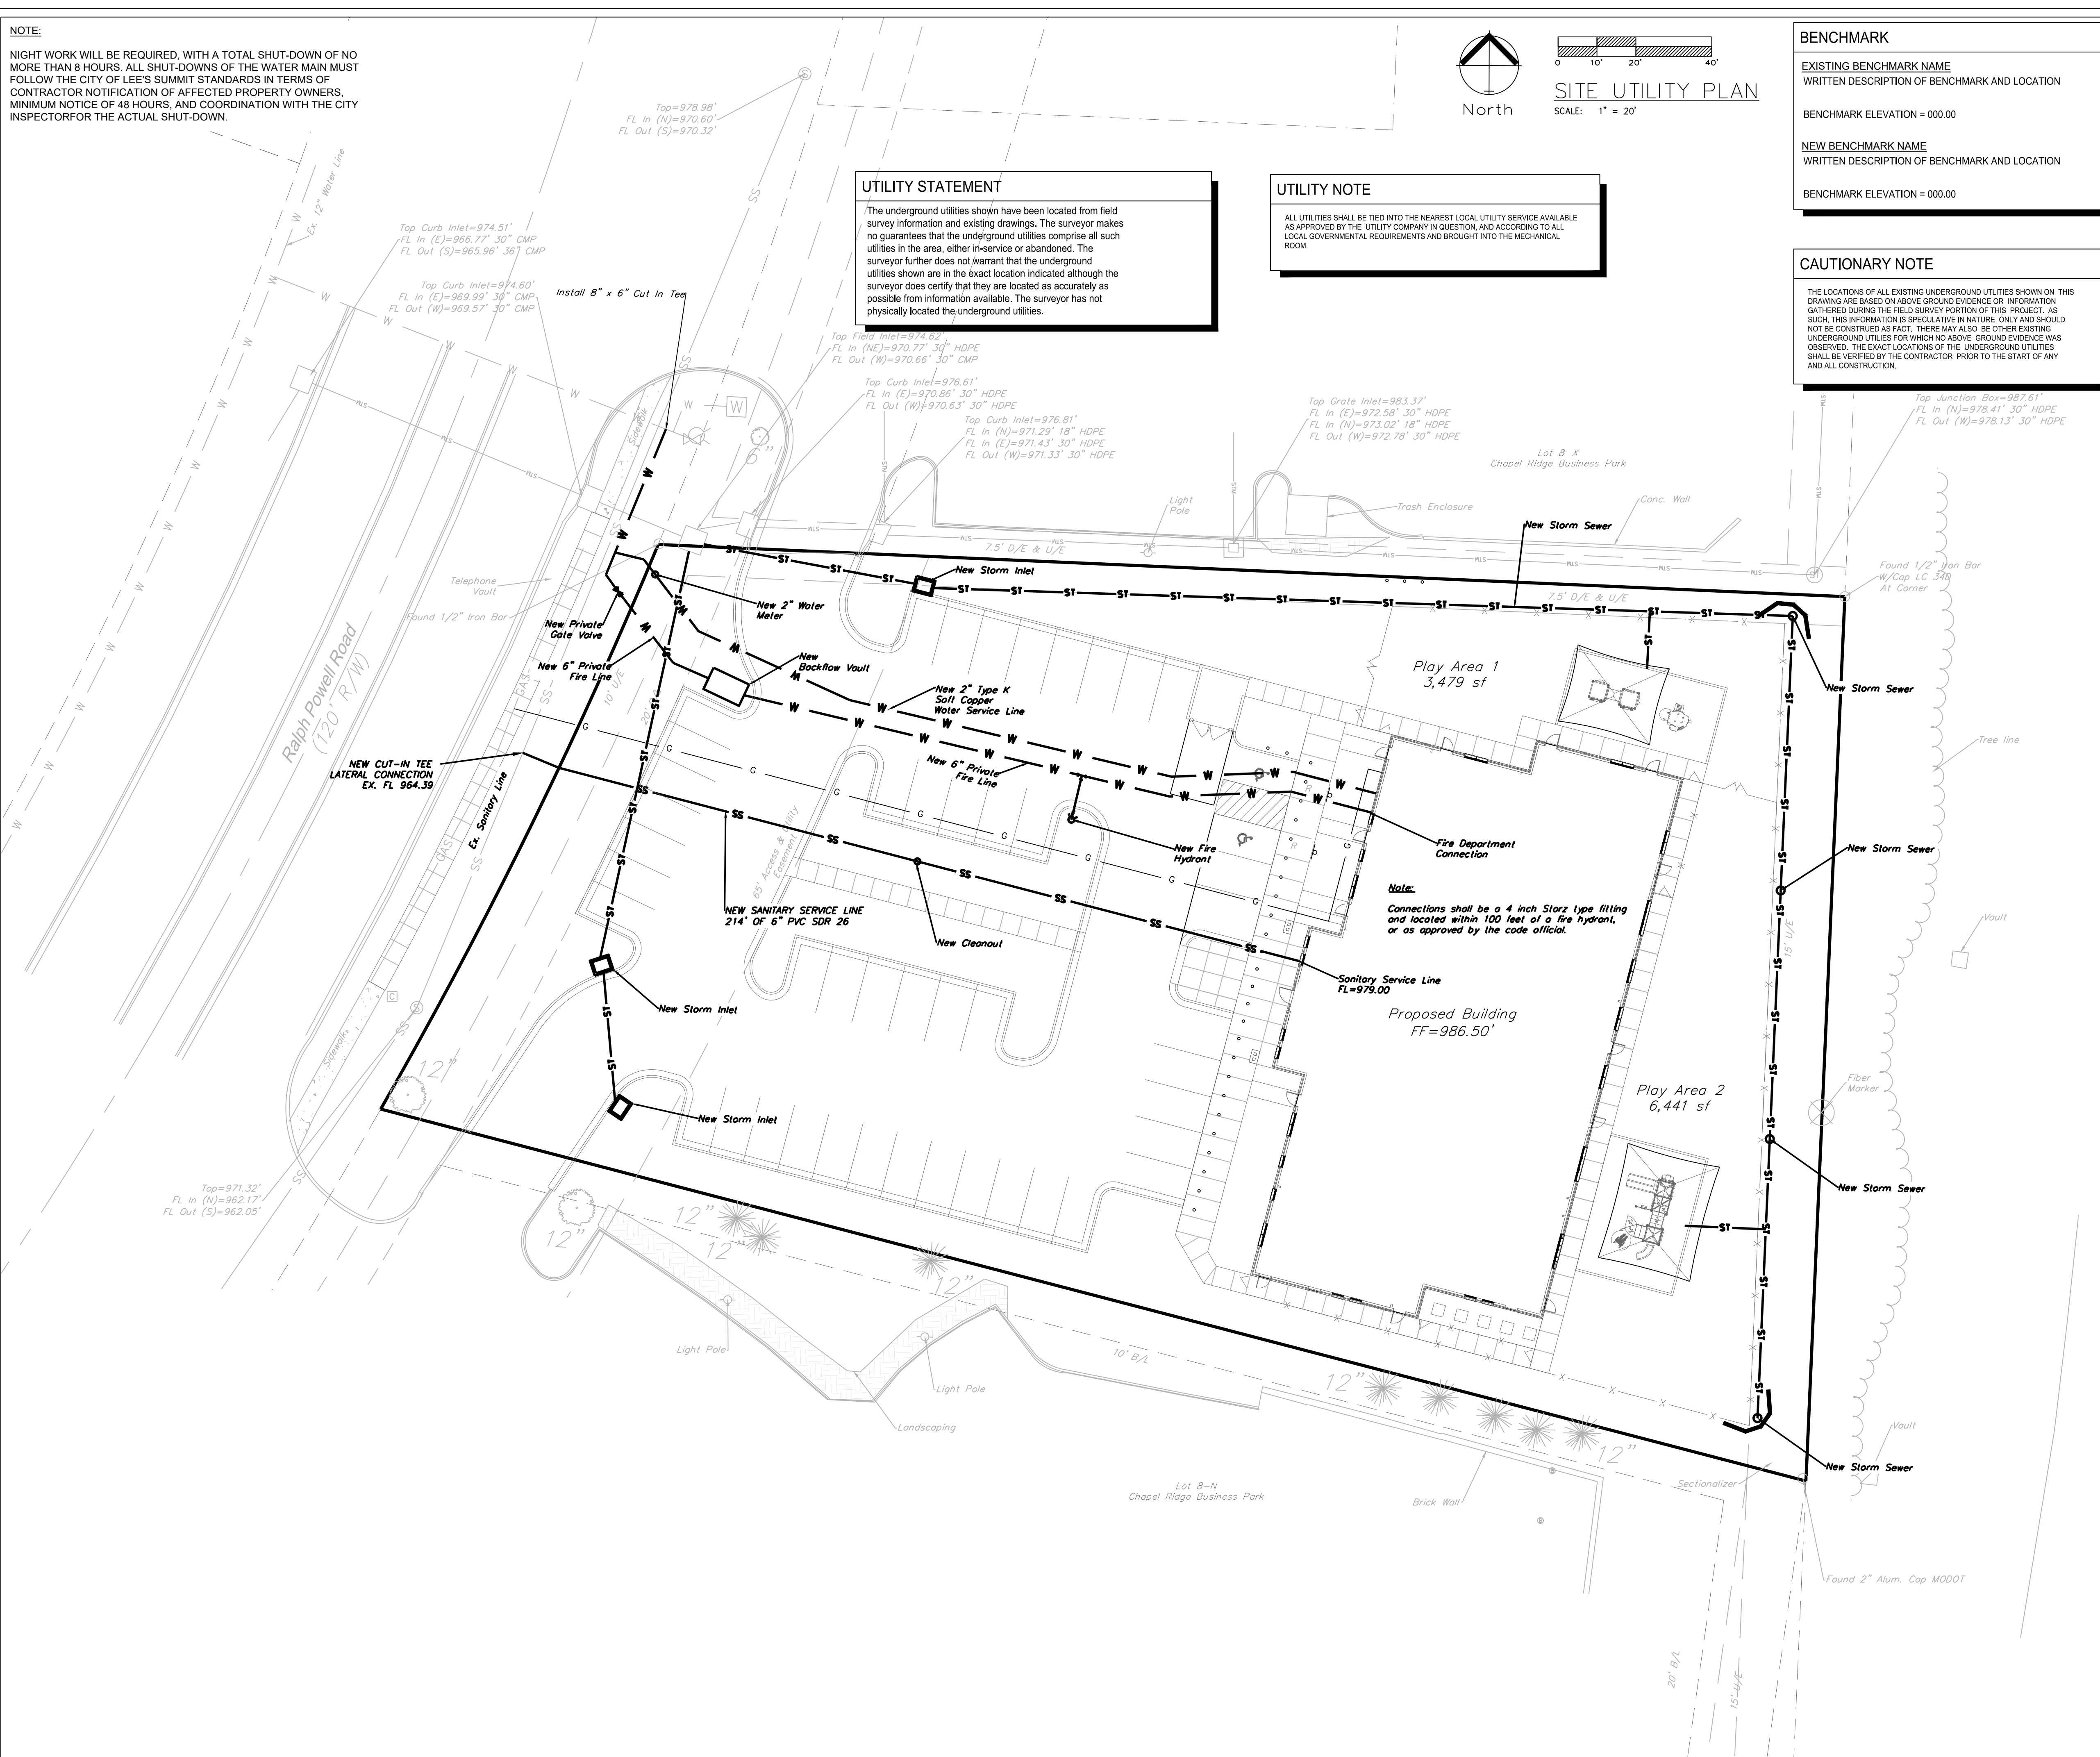 NOTE:
NIGHT WORK WILL BE REQUIRED, WITH A TOTAL SHUT-DOWN OF NO
MORE THAN 8 HOURS. ALL SHUT-DOWNS OF THE WATER MAIN MUST
FOLLOW THE CITY OF LEE'S SUMMIT STANDARDS IN TERMS OF
CONTRACTOR NOTIFICATION OF AFFECTED PROPERTY OWNERS,
MINIMUM NOTICE OF 48 HOURS, AND COORDINATION WITH THE CITY
INSPECTORFOR THE ACTUAL SHUT-DOWN.
North
0 10' 20' 40'
SITE UTILITY PLAN
SCALE: 1" = 20'
BENCHMARK
EXISTING BENCHMARK NAME
WRITTEN DESCRIPTION OF BENCHMARK AND LOCATION
BENCHMARK ELEVATION = 000.00
NEW BENCHMARK NAME
WRITTEN DESCRIPTION OF BENCHMARK AND LOCATION
BENCHMARK ELEVATION = 000.00
UTILITY STATEMENT
The underground utilities shown have been located from field
survey information and existing drawings. The surveyor makes
no guarantees that the underground utilities comprise all such
utilities in the area, either in-service or abandoned. The
surveyor further does not warrant that the underground
utilities shown are in the exact location indicated although the
surveyor does certify that they are located as accurately as
possible from information available. The surveyor has not
physically located the underground utilities.
UTILITY NOTE
ALL UTILITIES SHALL BE TIED INTO THE NEAREST LOCAL UTILITY SERVICE AVAILABLE
AS APPROVED BY THE UTILITY COMPANY IN QUESTION, AND ACCORDING TO ALL
LOCAL GOVERNMENTAL REQUIREMENTS AND BROUGHT INTO THE MECHANICAL
ROOM.
CAUTIONARY NOTE
THE LOCATIONS OF ALL EXISTING UNDERGROUND UTLITIES SHOWN ON THIS
DRAWING ARE BASED ON ABOVE GROUND EVIDENCE OR INFORMATION
GATHERED DURING THE FIELD SURVEY PORTION OF THIS PROJECT. AS
SUCH, THIS INFORMATION IS SPECULATIVE IN NATURE ONLY AND SHOULD
NOT BE CONSTRUED AS FACT. THERE MAY ALSO BE OTHER EXISTING
UNDERGROUND UTILIES FOR WHICH NO ABOVE GROUND EVIDENCE WAS
OBSERVED. THE EXACT LOCATIONS OF THE UNDERGROUND UTILITIES
SHALL BE VERIFIED BY THE CONTRACTOR PRIOR TO THE START OF ANY
AND ALL CONSTRUCTION.
Top=978.98'
FL In (N)=970.60'
FL Out (S)=970.32'
Ex. 12" Water Line
Top Curb Inlet=974.51'
FL In (E)=966.77' 30" CMP
FL Out (S)=965.96' 36" CMP
Top Curb Inlet=974.60'
FL In (E)=969.99' 30" CMP
FL Out (W)=969.57' 30" CMP
Install 8" x 6" Cut In Tee
Top Field Inlet=974.62'
FL In (NE)=970.77' 30" HDPE
FL Out (W)=970.66' 30" CMP
Top Curb Inlet=976.61'
FL In (E)=970.86' 30" HDPE
FL Out (W)=970.63' 30" HDPE
Top Curb Inlet=976.81'
FL In (N)=971.29' 18" HDPE
FL In (E)=971.43' 30" HDPE
FL Out (W)=971.33' 30" HDPE
Top Grate Inlet=983.37'
FL In (E)=972.58' 30" HDPE
FL In (N)=973.02' 18" HDPE
FL Out (W)=972.78' 30" HDPE
Top Junction Box=987.61'
FL In (N)=978.41' 30" HDPE
FL Out (W)=978.13' 30" HDPE
Lot 8-X
Chapel Ridge Business Park
Sidewalk
6"
Light
Pole
Trash Enclosure
Conc. Wall
New Storm Sewer
7.5' D/E & U/E
7.5' D/E & U/E
Found 1/2" Iron Bar
W/Cap LC 34D
At Corner
Telephone
Vault
Found 1/2" Iron Bar
New Storm Inlet
New 2" Water
Meter
New Private
Gate Valve
New 6" Private
Fire Line
New
Backflow Vault
New 2" Type K
Soft Copper
Water Service Line
New 6" Private
Fire Line
Play Area 1
3,479 sf
New Storm Sewer
Tree line
Ralph Powell Road
(120' R/W)
10' U/E
GAS
NEW CUT-IN TEE
LATERAL CONNECTION
EX. FL 964.39
Ex. Sanitary Line
GAS
65' Access & Utility
Easement
New Fire
Hydrant
Fire Department
Connection
New Storm Sewer
Note:
Connections shall be a 4 inch Storz type fitting
and located within 100 feet of a fire hydrant,
or as approved by the code official.
NEW SANITARY SERVICE LINE
214' OF 6" PVC SDR 26
New Cleanout
Sanitary Service Line
FL=979.00
Vault
15' U/E
New Storm Inlet
Proposed Building
FF=986.50'
New Storm Inlet
Sidewalk
12"
Play Area 2
6,441 sf
Fiber
Marker
New Storm Sewer
Top=971.32'
FL In (N)=962.17'
FL Out (S)=962.05'
12"
12"
12"
12"
Light Pole
Light Pole
Landscaping
10' B/L
12"
12"
Vault
New Storm Sewer
Sectionalizer
Lot 8-N
Chapel Ridge Business Park
Brick Wall
Found 2" Alum. Cap MODOT
20' B/L
15' U/E